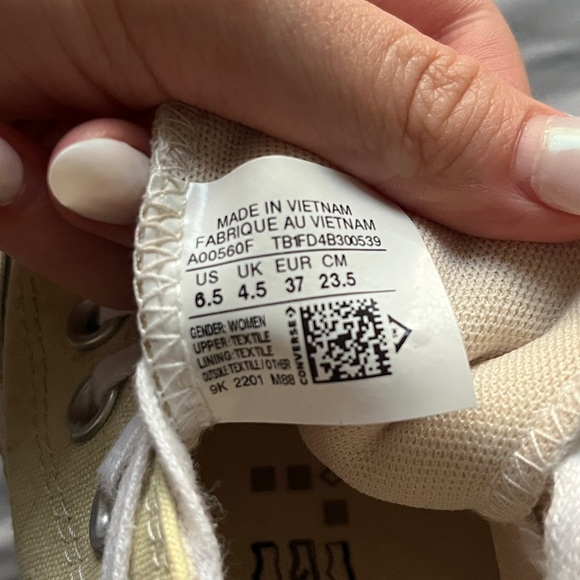 MADE IN VIETNAM
FABRIQUE AU VIETNAM
A00560F TB1FD4B300539
US UK EUR CM
6.5 4.5 37 23.5
GENDER: WOMEN
UPPER: TEXTILE
LINING: TEXTILE
OUTSOLE: TEXTILE / OTHER
9K 2201 M88
CONVERSE